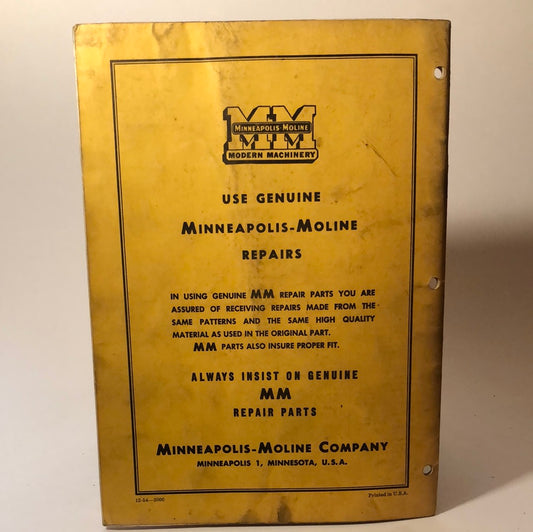 MM
MINNEAPOLIS-MOLINE
MODERN MACHINERY
USE GENUINE
MINNEAPOLIS-MOLINE
REPAIRS
IN USING GENUINE MM REPAIR PARTS YOU ARE
ASSURED OF RECEIVING REPAIRS MADE FROM THE
SAME PATTERNS AND THE SAME HIGH QUALITY
MATERIAL AS USED IN THE ORIGINAL PART.
MM PARTS ALSO INSURE PROPER FIT.
ALWAYS INSIST ON GENUINE
MM
REPAIR PARTS
MINNEAPOLIS-MOLINE COMPANY
MINNEAPOLIS 1, MINNESOTA, U.S.A.
12-54—2000
Printed in U.S.A.